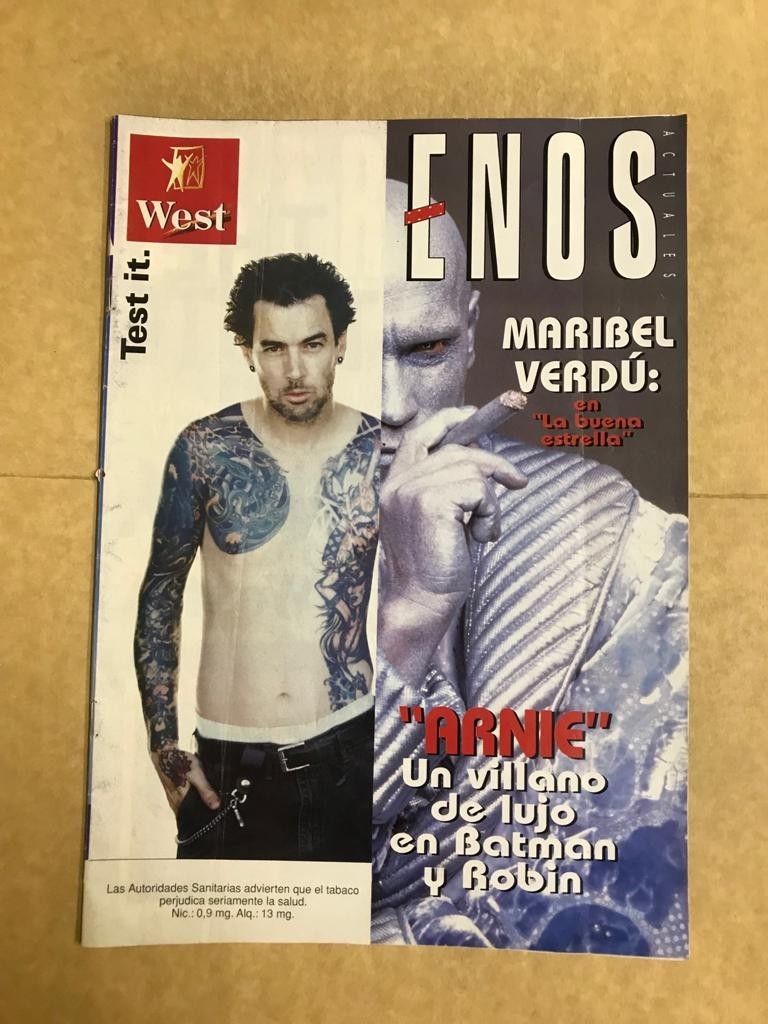 West
Test it.
Las Autoridades Sanitarias advierten que el tabaco
perjudica seriamente la salud.
Nic.: 0,9 mg. Alq.: 13 mg.
ENOS
ACTUALES
MARIBEL
VERDÚ:
en
"La buena
estrella"
"ARNIE"
Un villano
de lujo
en Batman
y Robin